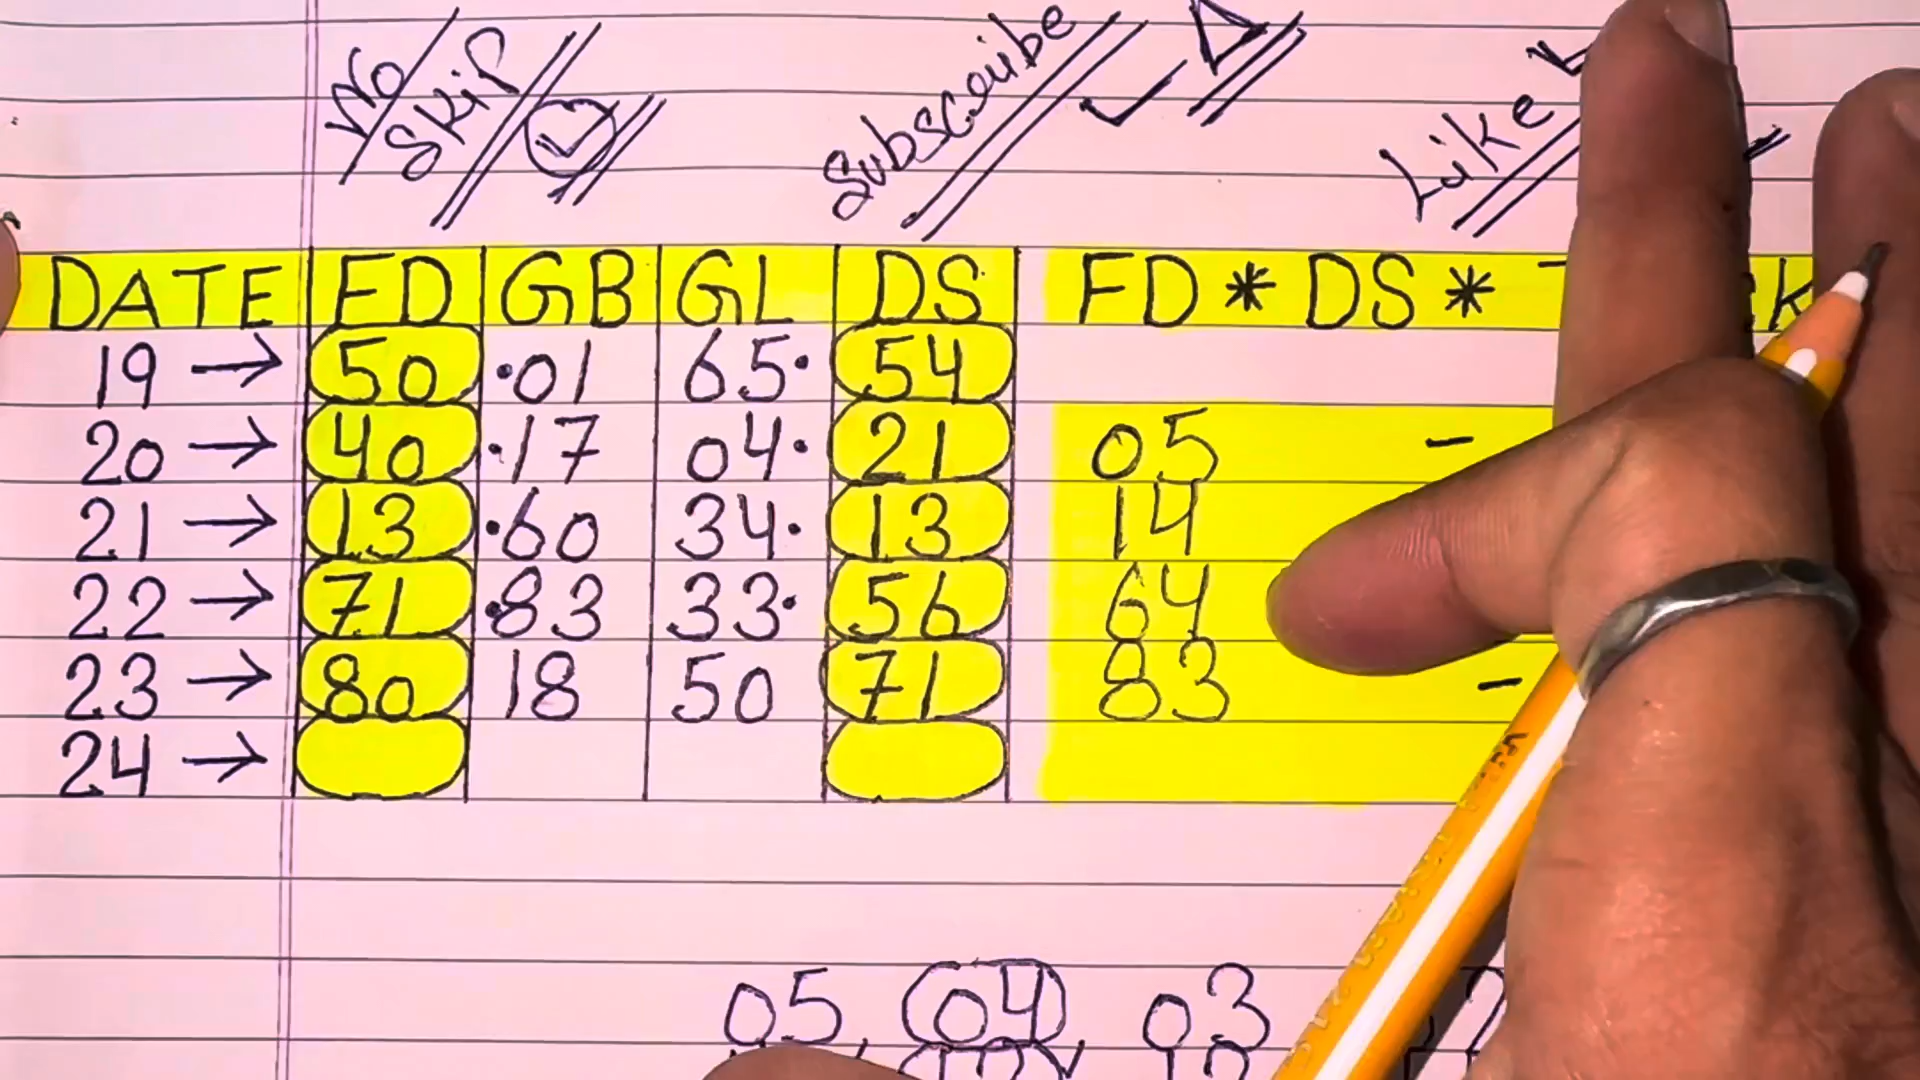 No
Skip
Subscribe
Like
DATE FD GB GL DS FD * DS *
19 → 50 .01 65. 54
20 → 40 .17 04. 21 05 -
21 → 13 .60 34. 13 14
22 → 71 .83 33. 56 64
23 → 80 18 50 71 83 -
24 →
05, 04, 03